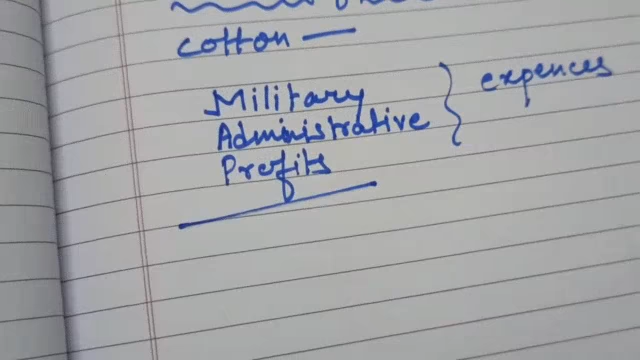 cotton —
Military
Administrative } expences
Profits